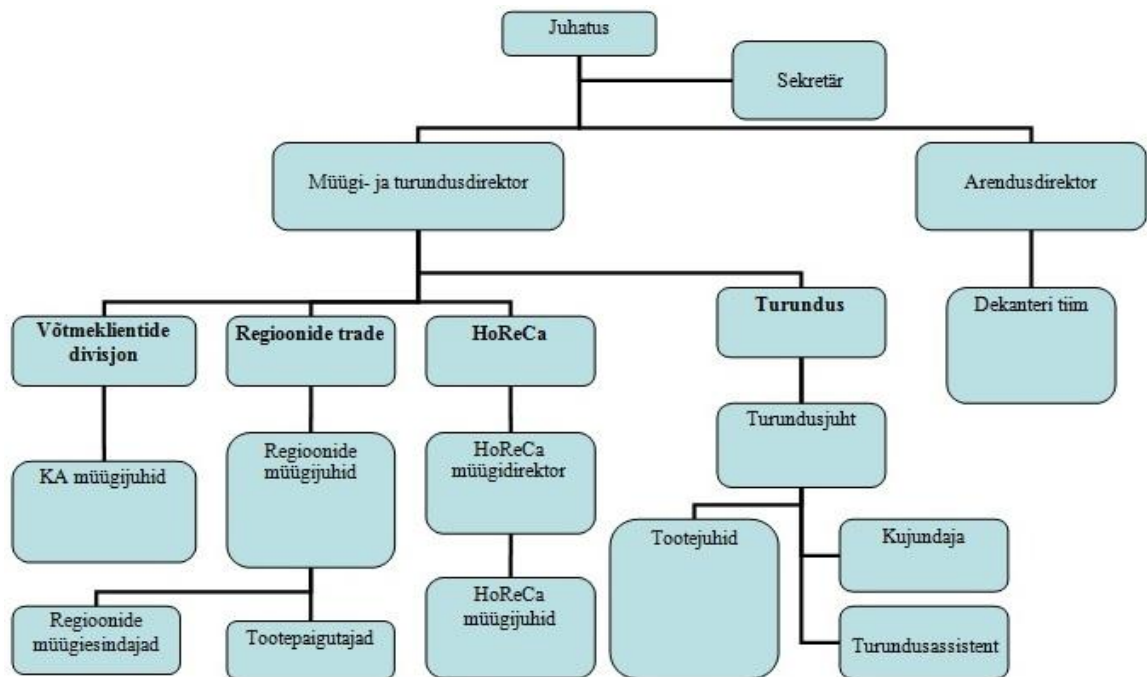 Juhatus
Sekretär
Müügi- ja turundusdirektor
Arendusdirektor
Võtmeklientide
divisjon
Regioonide trade
HoReCa
Turundus
Dekanteri tiim
KA müügijuhid
Regioonide
müügijuhid
HoReCa
müügidirektor
Turundusjuht
Tootejuhid
Kujundaja
Regioonide
müügiesindajad
Tootepaigutajad
HoReCa
müügijuhid
Turundusassistent